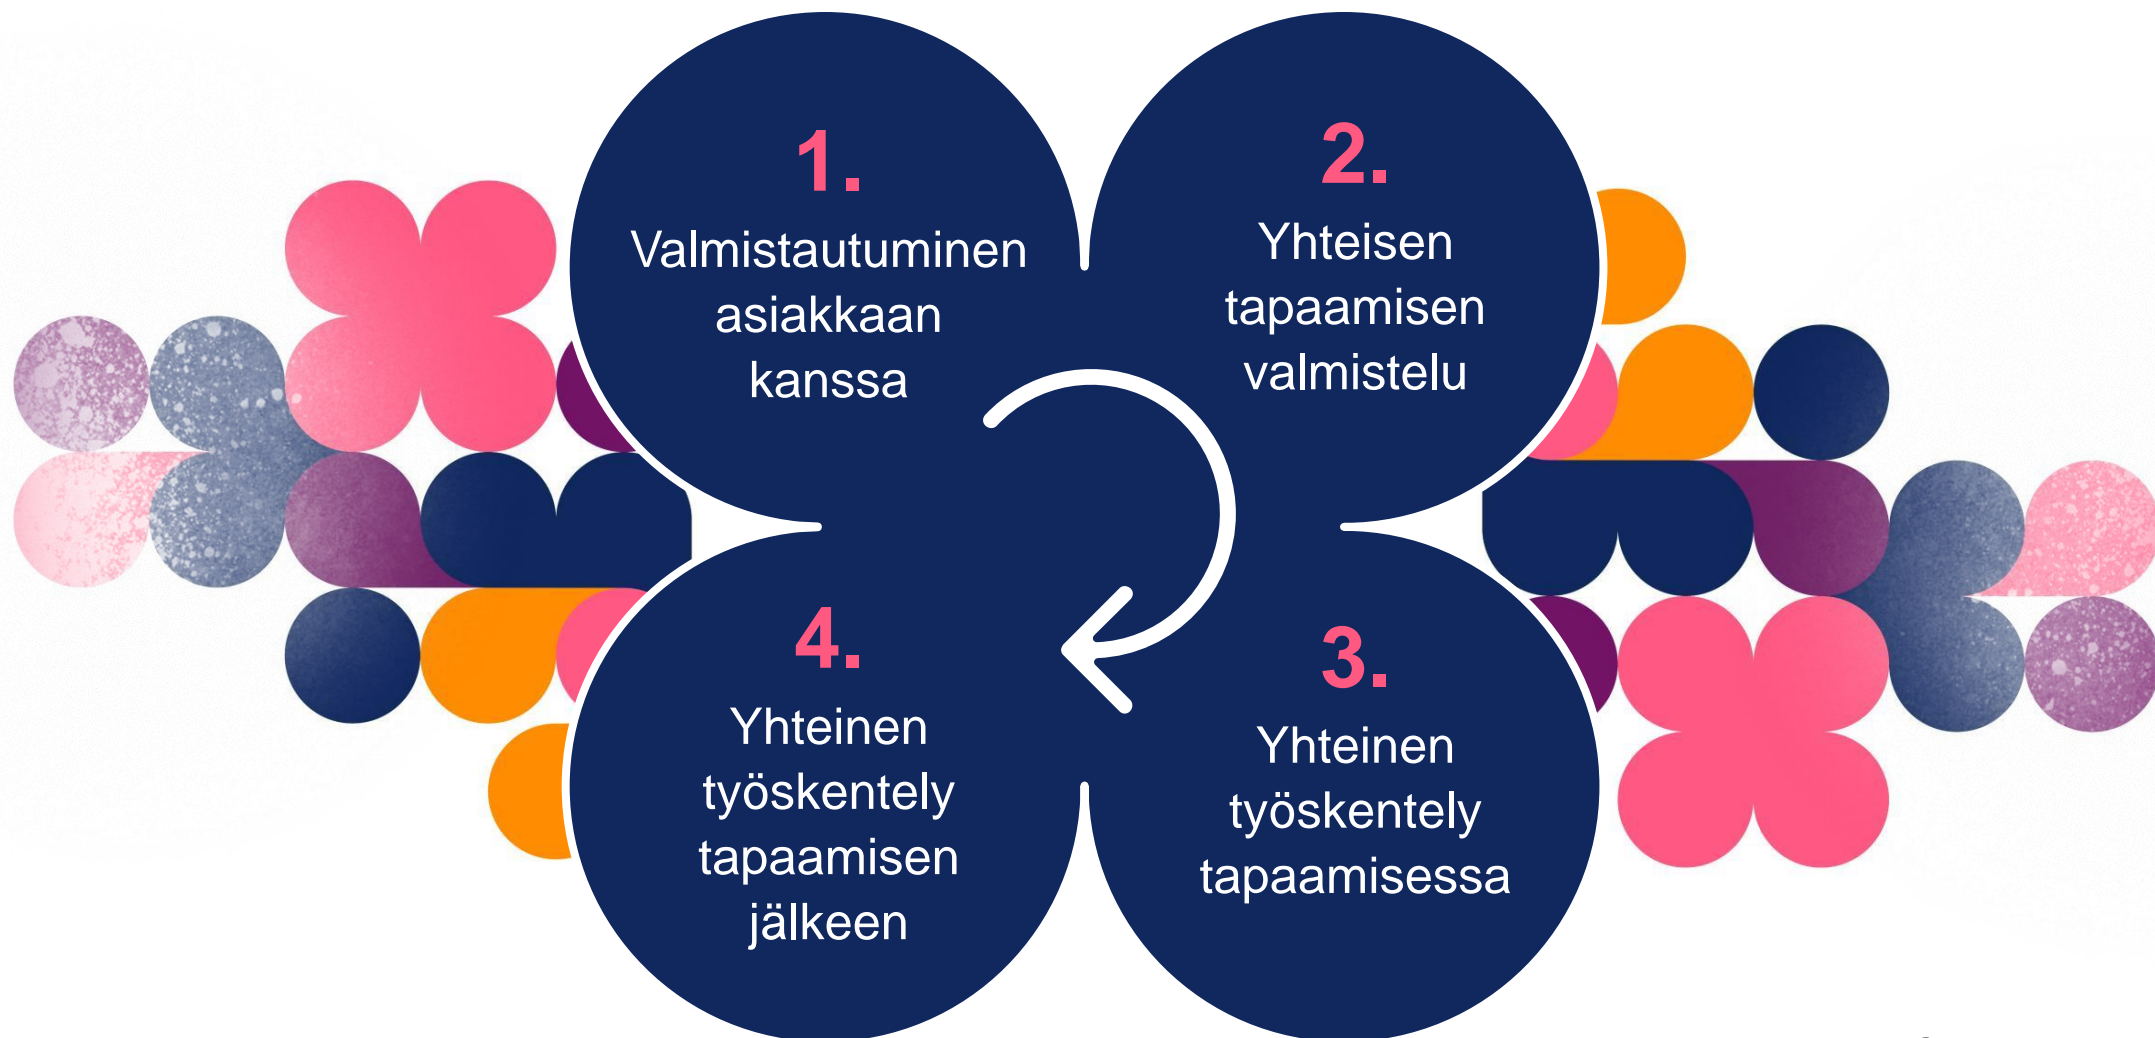 1.
Valmistautuminen
asiakkaan
kanssa
2.
Yhteisen
tapaamisen
valmistelu
3.
Yhteinen
työskentely
tapaamisessa
4.
Yhteinen
työskentely
tapaamisen
jälkeen